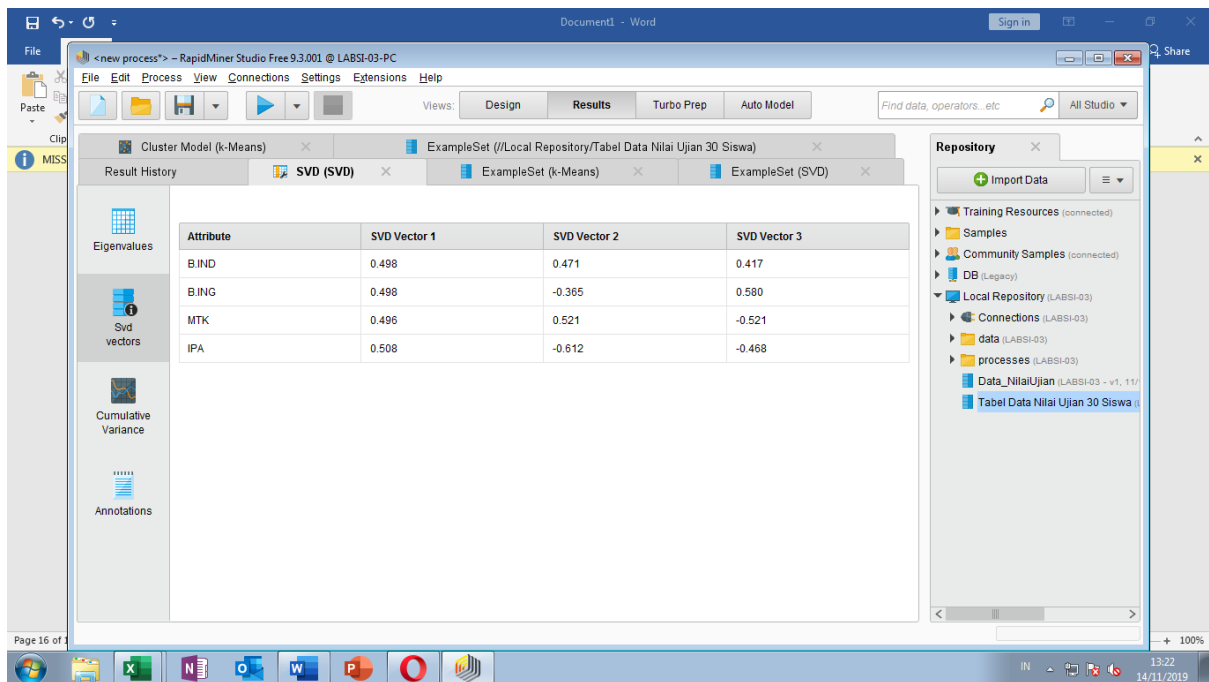 Document1 - Word
Sign in
File
Share
<new process*> – RapidMiner Studio Free 9.3.001 @ LABSI-03-PC
File Edit Process View Connections Settings Extensions Help
Paste
Views: Design Results Turbo Prep Auto Model
Find data, operators...etc
All Studio
Clip
MISS
Cluster Model (k-Means)
ExampleSet (//Local Repository/Tabel Data Nilai Ujian 30 Siswa)
Result History
SVD (SVD)
ExampleSet (k-Means)
ExampleSet (SVD)
Eigenvalues
Svd vectors
Cumulative Variance
Annotations
Attribute SVD Vector 1 SVD Vector 2 SVD Vector 3
B.IND 0.498 0.471 0.417
B.ING 0.498 -0.365 0.580
MTK 0.496 0.521 -0.521
IPA 0.508 -0.612 -0.468
Repository
Import Data
Training Resources (connected)
Samples
Community Samples (connected)
DB (Legacy)
Local Repository (LABSI-03)
Connections (LABSI-03)
data (LABSI-03)
processes (LABSI-03)
Data_NilaiUjian (LABSI-03 - v1, 11/
Tabel Data Nilai Ujian 30 Siswa (L
Page 16 of 1
100%
IN
13:22
14/11/2019